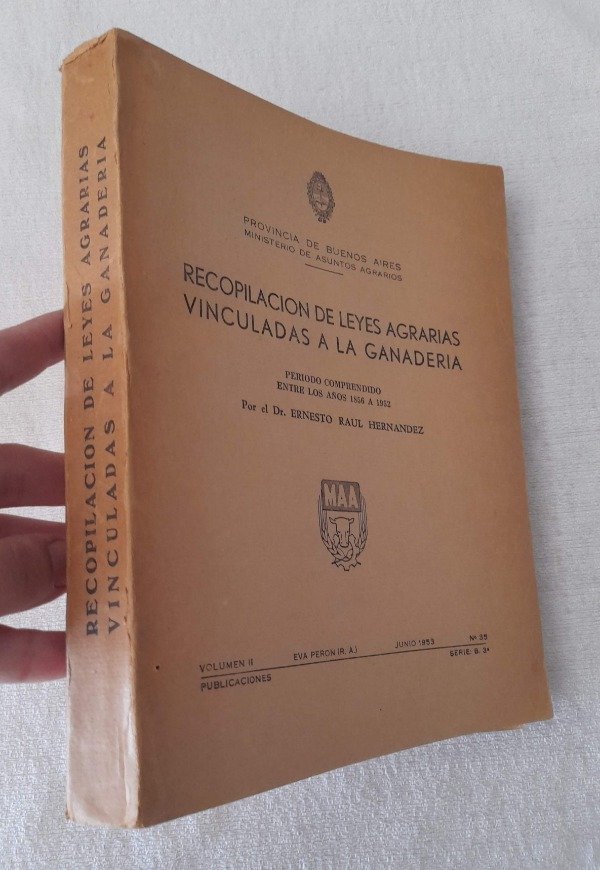 RECOPILACION DE LEYES AGRARIAS
VINCULADAS A LA GANADERIA
PROVINCIA DE BUENOS AIRES
MINISTERIO DE ASUNTOS AGRARIOS
RECOPILACION DE LEYES AGRARIAS
VINCULADAS A LA GANADERIA
PERIODO COMPRENDIDO
ENTRE LOS AÑOS 1856 A 1952
Por el Dr. ERNESTO RAUL HERNANDEZ
MAA
VOLUMEN II EVA PERON (R. A.) JUNIO 1953 Nº 35
PUBLICACIONES SERIE: B. 3ª